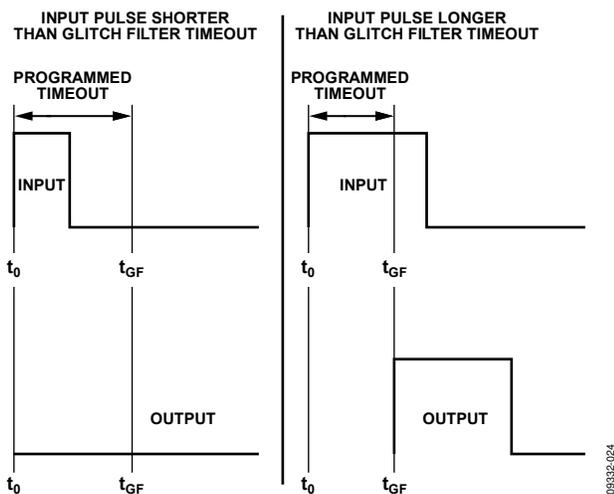 INPUT PULSE SHORTER
THAN GLITCH FILTER TIMEOUT
PROGRAMMED
TIMEOUT
INPUT
t0
tGF
OUTPUT
t0
tGF
INPUT PULSE LONGER
THAN GLITCH FILTER TIMEOUT
PROGRAMMED
TIMEOUT
INPUT
t0
tGF
OUTPUT
t0
tGF
09332-024